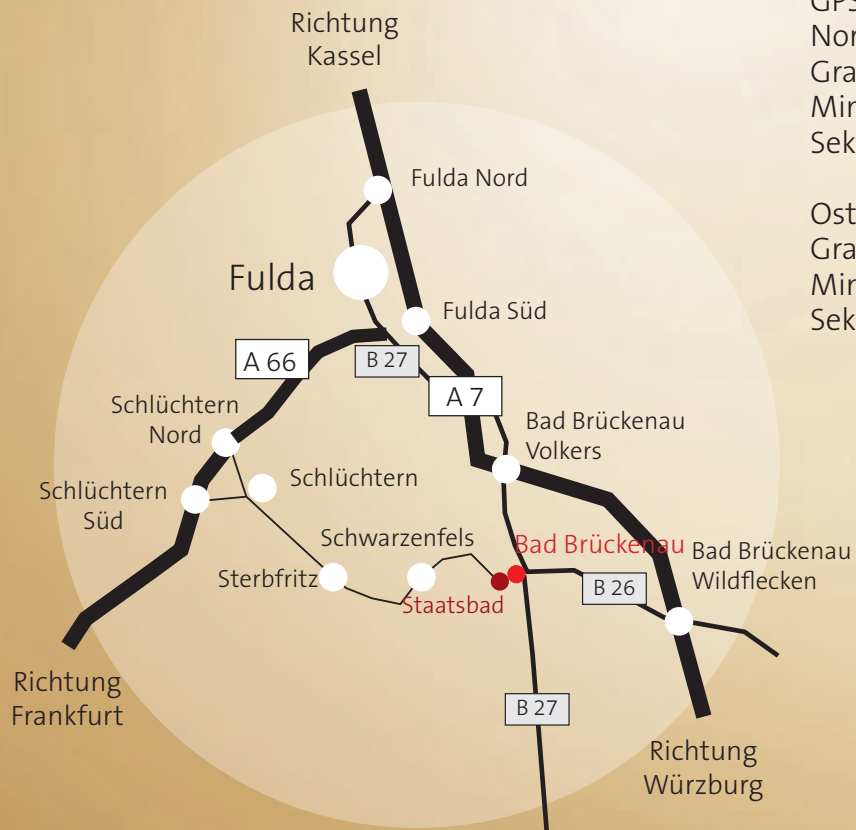 Richtung
Kassel
Fulda Nord
Fulda
Fulda Süd
A 66
B 27
A 7
Schlüchtern
Nord
Bad Brückenau
Volkers
Schlüchtern
Süd
Schlüchtern
Schwarzenfels
Bad Brückenau
Bad Brückenau
Wildflecken
Sterbfritz
Staatsbad
B 26
B 27
Richtung
Frankfurt
Richtung
Würzburg